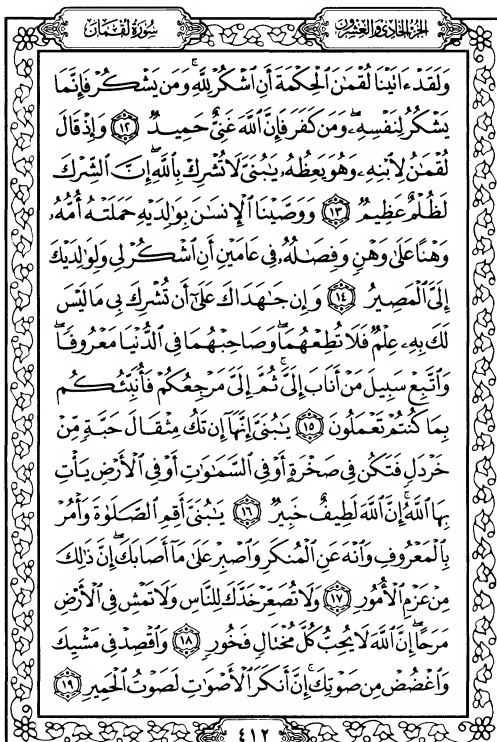 الجزء الحادي والعشرون
سورة لقمان
وَلَقَدْ ءَاتَيْنَا لُقْمَٰنَ ٱلْحِكْمَةَ أَنِ ٱشْكُرْ لِلَّهِ ۚ وَمَن يَشْكُرْ فَإِنَّمَا
يَشْكُرُ لِنَفْسِهِۦ ۖ وَمَن كَفَرَ فَإِنَّ ٱللَّهَ غَنِىٌّ حَمِيدٌ ١٢ وَإِذْ قَالَ
لُقْمَٰنُ لِٱبْنِهِۦ وَهُوَ يَعِظُهُۥ يَٰبُنَىَّ لَا تُشْرِكْ بِٱللَّهِ ۖ إِنَّ ٱلشِّرْكَ
لَظُلْمٌ عَظِيمٌ ١٣ وَوَصَّيْنَا ٱلْإِنسَٰنَ بِوَٰلِدَيْهِ حَمَلَتْهُ أُمُّهُۥ
وَهْنًا عَلَىٰ وَهْنٍ وَفِصَٰلُهُۥ فِى عَامَيْنِ أَنِ ٱشْكُرْ لِى وَلِوَٰلِدَيْكَ
إِلَىَّ ٱلْمَصِيرُ ١٤ وَإِن جَٰهَدَاكَ عَلَىٰٓ أَن تُشْرِكَ بِى مَا لَيْسَ
لَكَ بِهِۦ عِلْمٌ فَلَا تُطِعْهُمَا ۖ وَصَاحِبْهُمَا فِى ٱلدُّنْيَا مَعْرُوفًا ۖ
وَٱتَّبِعْ سَبِيلَ مَنْ أَنَابَ إِلَىَّ ۚ ثُمَّ إِلَىَّ مَرْجِعُكُمْ فَأُنَبِّئُكُم
بِمَا كُنتُمْ تَعْمَلُونَ ١٥ يَٰبُنَىَّ إِنَّهَآ إِن تَكُ مِثْقَالَ حَبَّةٍ مِّنْ
خَرْدَلٍ فَتَكُن فِى صَخْرَةٍ أَوْ فِى ٱلسَّمَٰوَٰتِ أَوْ فِى ٱلْأَرْضِ يَأْتِ
بِهَا ٱللَّهُ ۚ إِنَّ ٱللَّهَ لَطِيفٌ خَبِيرٌ ١٦ يَٰبُنَىَّ أَقِمِ ٱلصَّلَوٰةَ وَأْمُرْ
بِٱلْمَعْرُوفِ وَٱنْهَ عَنِ ٱلْمُنكَرِ وَٱصْبِرْ عَلَىٰ مَآ أَصَابَكَ ۖ إِنَّ ذَٰلِكَ
مِنْ عَزْمِ ٱلْأُمُورِ ١٧ وَلَا تُصَعِّرْ خَدَّكَ لِلنَّاسِ وَلَا تَمْشِ فِى ٱلْأَرْضِ
مَرَحًا ۖ إِنَّ ٱللَّهَ لَا يُحِبُّ كُلَّ مُخْتَالٍ فَخُورٍ ١٨ وَٱقْصِدْ فِى مَشْيِكَ
وَٱغْضُضْ مِن صَوْتِكَ ۚ إِنَّ أَنكَرَ ٱلْأَصْوَٰتِ لَصَوْتُ ٱلْحَمِيرِ ١٩
٤١٢